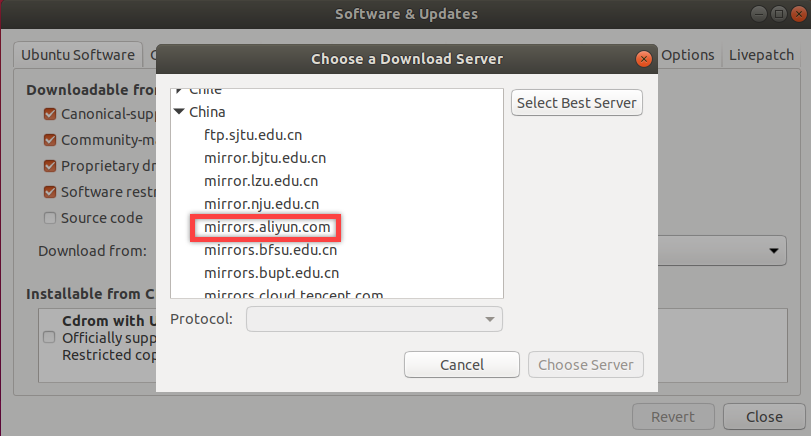 Software & Updates
Ubuntu Software
Options
Livepatch
Choose a Download Server
Downloadable
Canonical-supp
Community-ma
Proprietary dr
Software restr
Source code
Download from:
Installable from C
Cdrom with U
Officially supp
Restricted cop
Chile
China
ftp.sjtu.edu.cn
mirror.bjtu.edu.cn
mirror.lzu.edu.cn
mirror.nju.edu.cn
mirrors.aliyun.com
mirrors.bfsu.edu.cn
mirrors.bupt.edu.cn
mirrors.cloud.tencent.com
Select Best Server
Protocol:
Cancel
Choose Server
Revert
Close